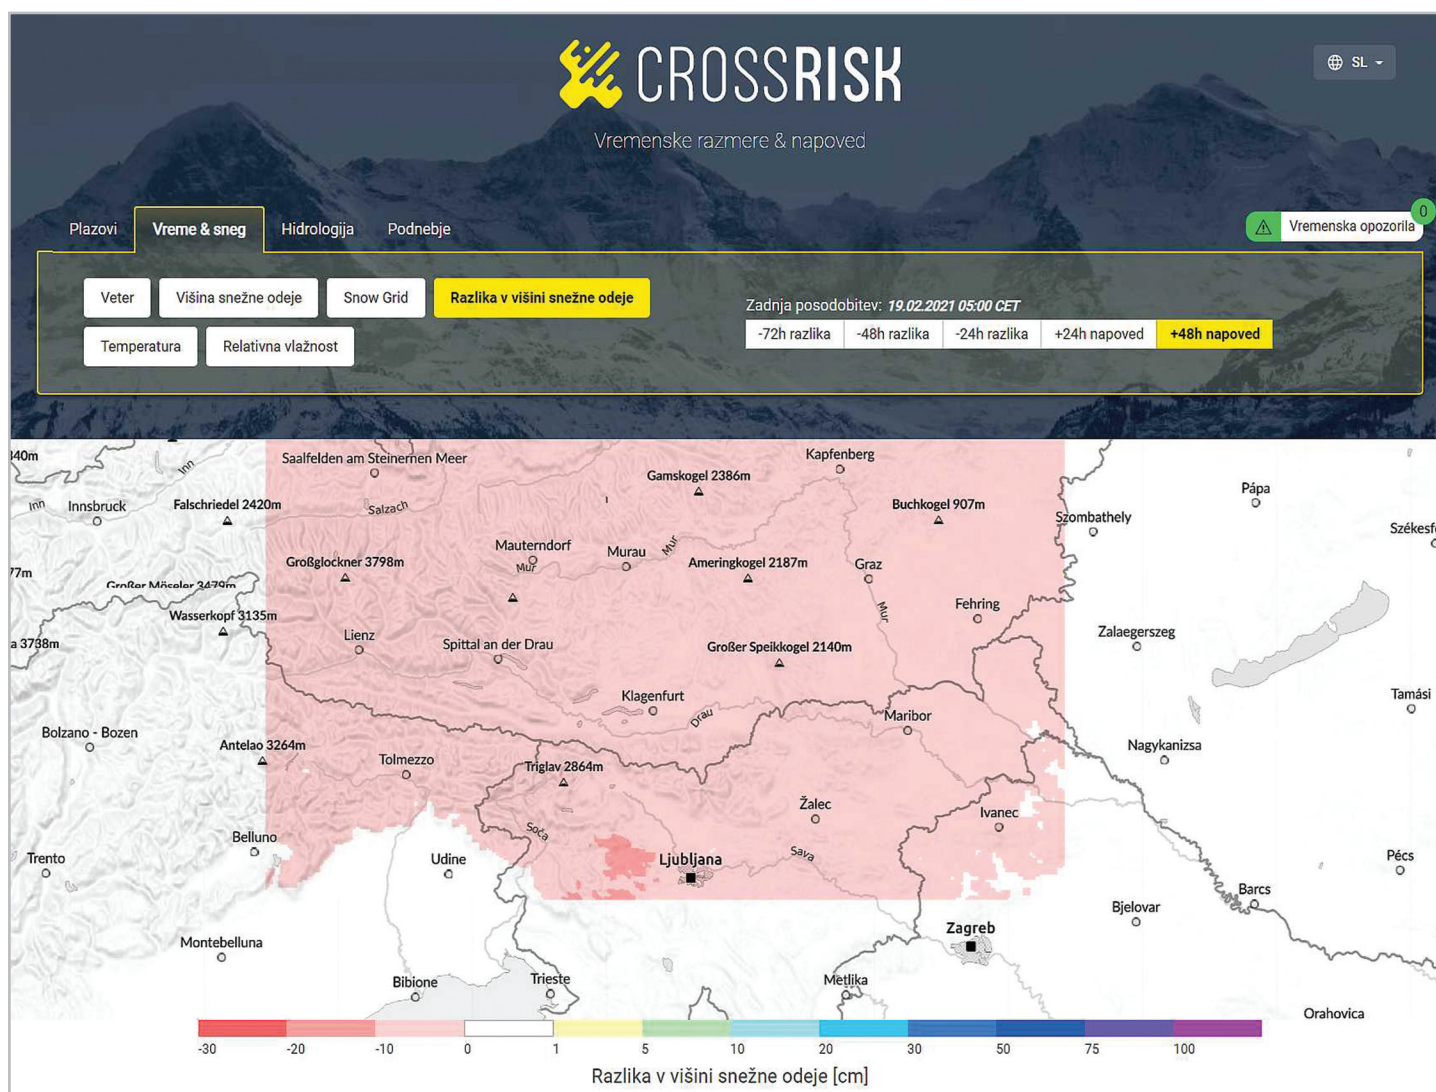 CROSSRISK
SL
Vremenske razmere & napoved
Plazovi
Vreme & sneg
Hidrologija
Podnebje
0
Vremenska opozorila
Veter
Višina snežne odeje
Snow Grid
Razlika v višini snežne odeje
Temperatura
Relativna vlažnost
Zadnja posodobitev: 19.02.2021 05:00 CET
-72h razlika
-48h razlika
-24h razlika
+24h napoved
+48h napoved
Saalfelden am Steinernen Meer
Kapfenberg
Inn
Gamskogel 2386m
Pápa
Inn
Innsbruck
Falschriedel 2420m
Salzach
Buchkogel 907m
Szombathely
Mauterndorf
Murau
Mur
Mur
Großglockner 3798m
Ameringkogel 2187m
Graz
Großer Möseler 3479m
Mur
Fehring
Wasserkopf 3135m
Zalaegerszeg
a 3738m
Lienz
Spittal an der Drau
Großer Speikkogel 2140m
Klagenfurt
Tamási
Drau
Maribor
Bolzano - Bozen
Antelao 3264m
Nagykanizsa
Tolmezzo
Triglav 2864m
Žalec
Ivanec
Soča
Belluno
Trento
Udine
Ljubljana
Sava
Pécs
Barcs
Bjelovar
Zagreb
Montebelluna
Bibione
Trieste
Metlika
Orahovica
-30
-20
-10
0
1
5
10
20
30
50
75
100
Razlika v višini snežne odeje [cm]